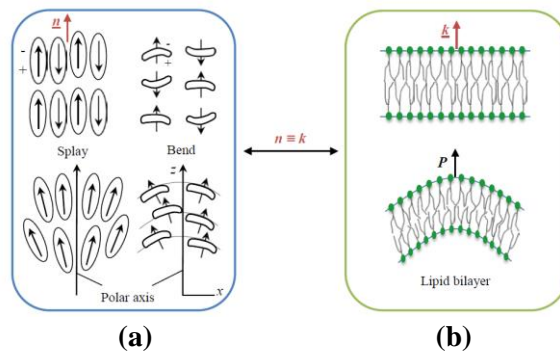 n
-
+
-
+
Splay
Bend
z
Polar axis
x
n ≡ k
k
P
Lipid bilayer
(a)
(b)